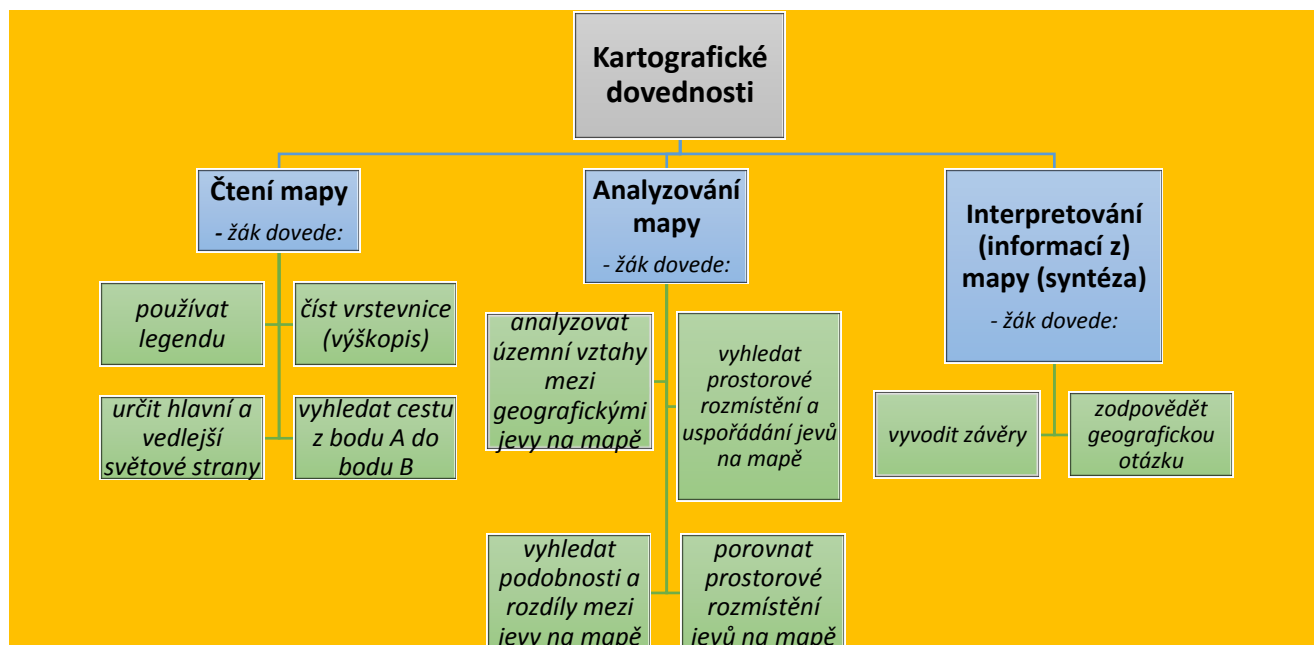 Kartografické
dovednosti
Čtení mapy
- žák dovede:
používat
legendu
číst vrstevnice
(výškopis)
určit hlavní a
vedlejší
světové strany
vyhledat cestu
z bodu A do
bodu B
Analyzování
mapy
- žák dovede:
analyzovat
územní vztahy
mezi
geografickými
jevy na mapě
vyhledat
prostorové
rozmístění a
uspořádání jevů
na mapě
vyhledat
podobnosti a
rozdíly mezi
jevy na mapě
porovnat
prostorové
rozmístění
jevů na mapě
Interpretování
(informací z)
mapy (syntéza)
- žák dovede:
vyvodit závěry
zodpovědět
geografickou
otázku